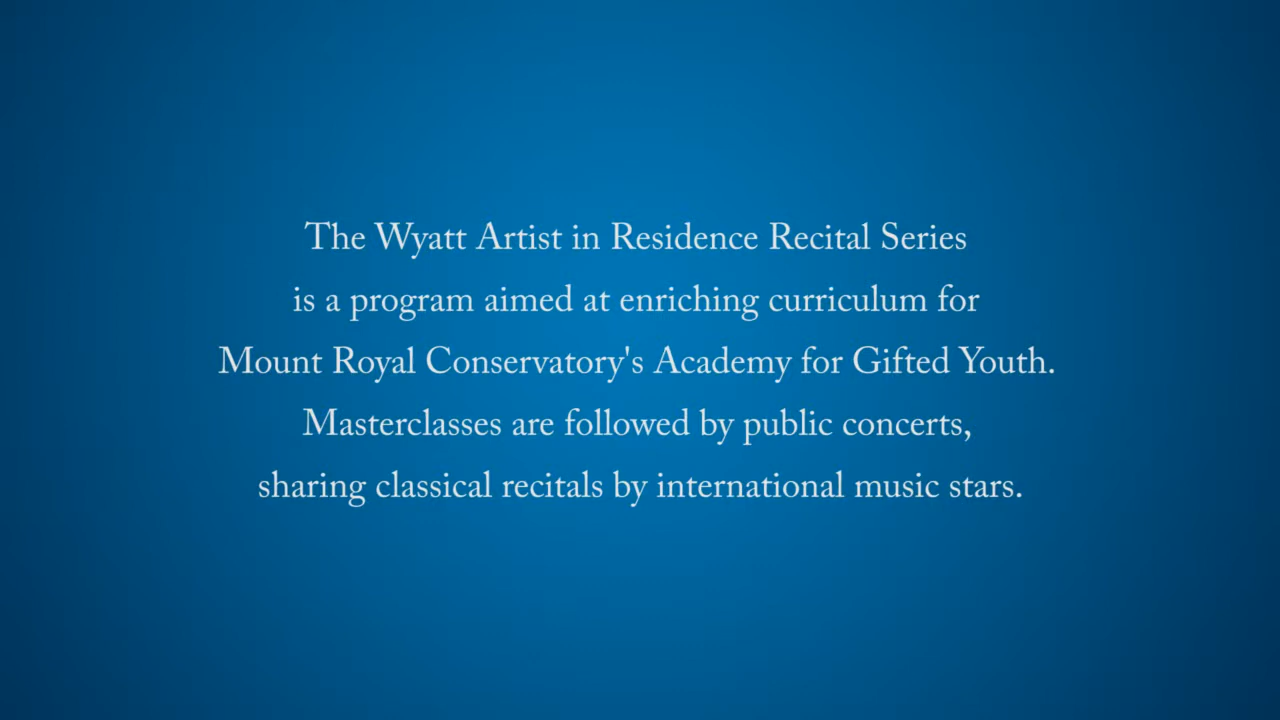 The Wyatt Artist in Residence Recital Series
is a program aimed at enriching curriculum for
Mount Royal Conservatory's Academy for Gifted Youth.
Masterclasses are followed by public concerts,
sharing classical recitals by international music stars.